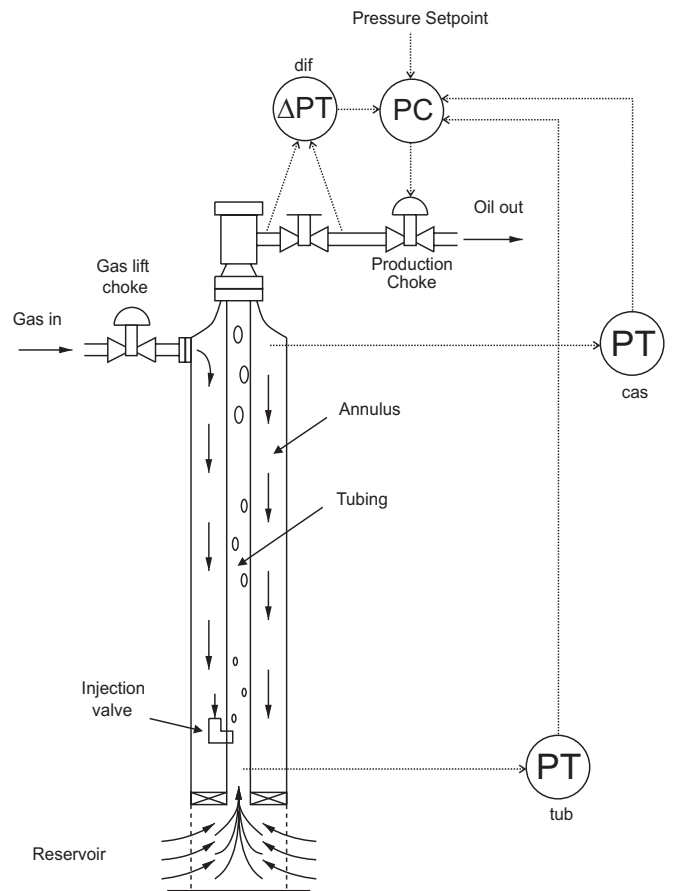 Pressure Setpoint
dif
ΔPT
PC
Oil out
Production
Choke
Gas lift
choke
Gas in
PT
cas
Annulus
Tubing
Injection
valve
PT
tub
Reservoir